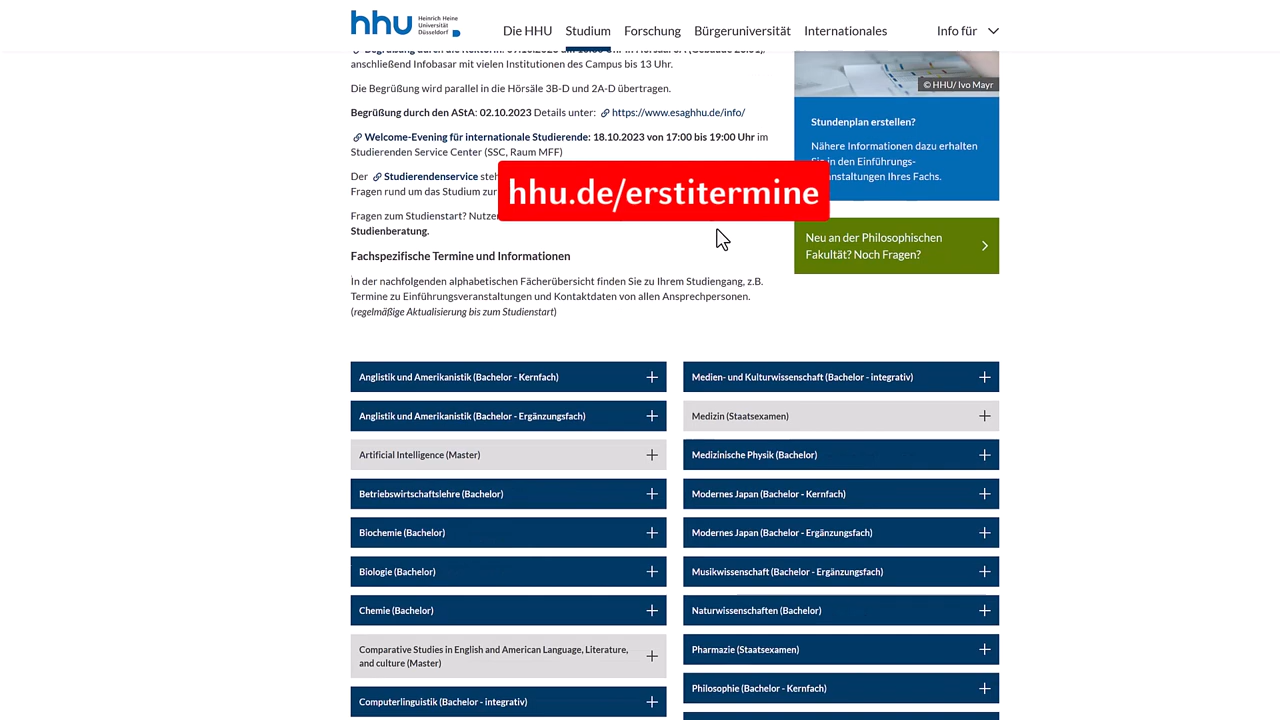 hhu Heinrich Heine
Universität
Düsseldorf
Die HHU Studium Forschung Bürgeruniversität Internationales Info für
anschließend Infobasar mit vielen Institutionen des Campus bis 13 Uhr.
Die Begrüßung wird parallel in die Hörsäle 3B-D und 2A-D übertragen.
Begrüßung durch den AStA: 02.10.2023 Details unter: https://www.esaghhu.de/info/
Welcome-Evening für internationale Studierende: 18.10.2023 von 17:00 bis 19:00 Uhr im
Studierenden Service Center (SSC, Raum MFF)
Der Studierendenservice steh
Fragen rund um das Studium zur
Fragen zum Studienstart? Nutze
Studienberatung.
hhu.de/erstitermine
© HHU/ Ivo Mayr
Stundenplan erstellen?
Nähere Informationen dazu erhalten
Sie in den Einführungs-
anstaltungen Ihres Fachs.
Neu an der Philosophischen
Fakultät? Noch Fragen?
Fachspezifische Termine und Informationen
In der nachfolgenden alphabetischen Fächerübersicht finden Sie zu Ihrem Studiengang, z.B.
Termine zu Einführungsveranstaltungen und Kontaktdaten von allen Ansprechpersonen.
(regelmäßige Aktualisierung bis zum Studienstart)
Anglistik und Amerikanistik (Bachelor - Kernfach)
Anglistik und Amerikanistik (Bachelor - Ergänzungsfach)
Artificial Intelligence (Master)
Betriebswirtschaftslehre (Bachelor)
Biochemie (Bachelor)
Biologie (Bachelor)
Chemie (Bachelor)
Comparative Studies in English and American Language, Literature,
and culture (Master)
Computerlinguistik (Bachelor - integrativ)
Medien- und Kulturwissenschaft (Bachelor - integrativ)
Medizin (Staatsexamen)
Medizinische Physik (Bachelor)
Modernes Japan (Bachelor - Kernfach)
Modernes Japan (Bachelor - Ergänzungsfach)
Musikwissenschaft (Bachelor - Ergänzungsfach)
Naturwissenschaften (Bachelor)
Pharmazie (Staatsexamen)
Philosophie (Bachelor - Kernfach)